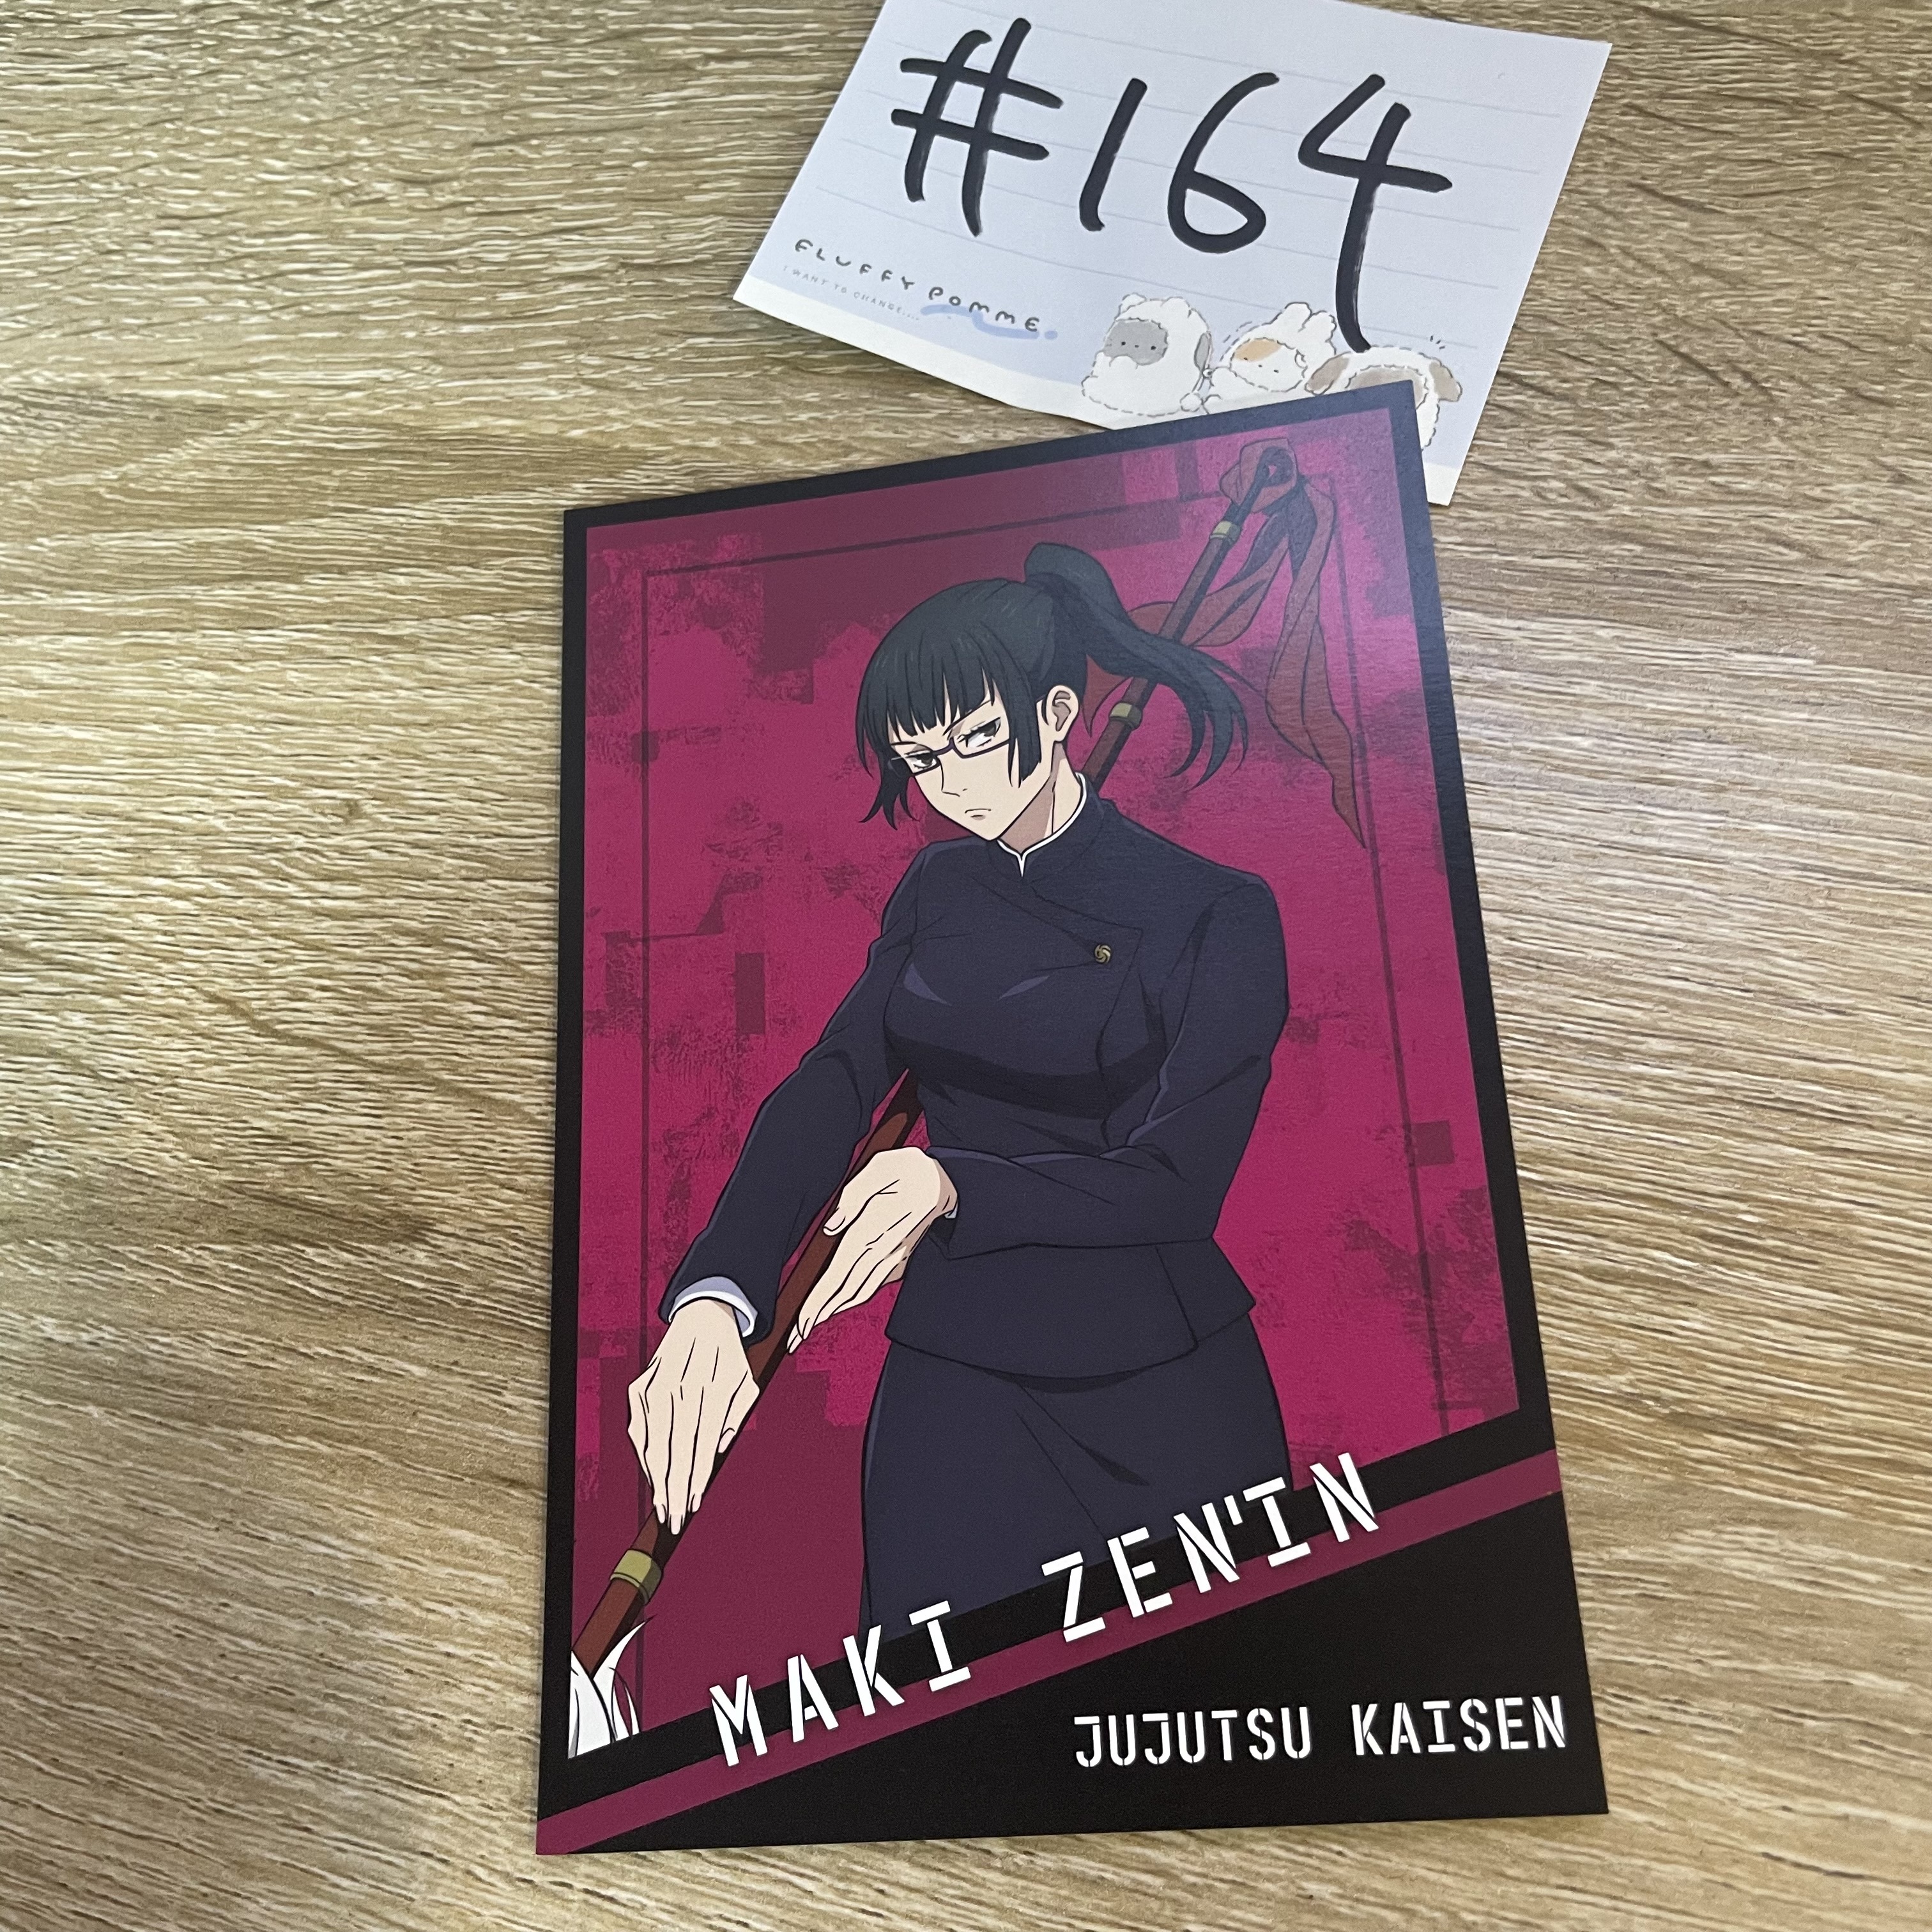 #164
FLUFFY POMME.
I WANT TO CHANGE....
MAKI ZEN'IN
JUJUTSU KAISEN